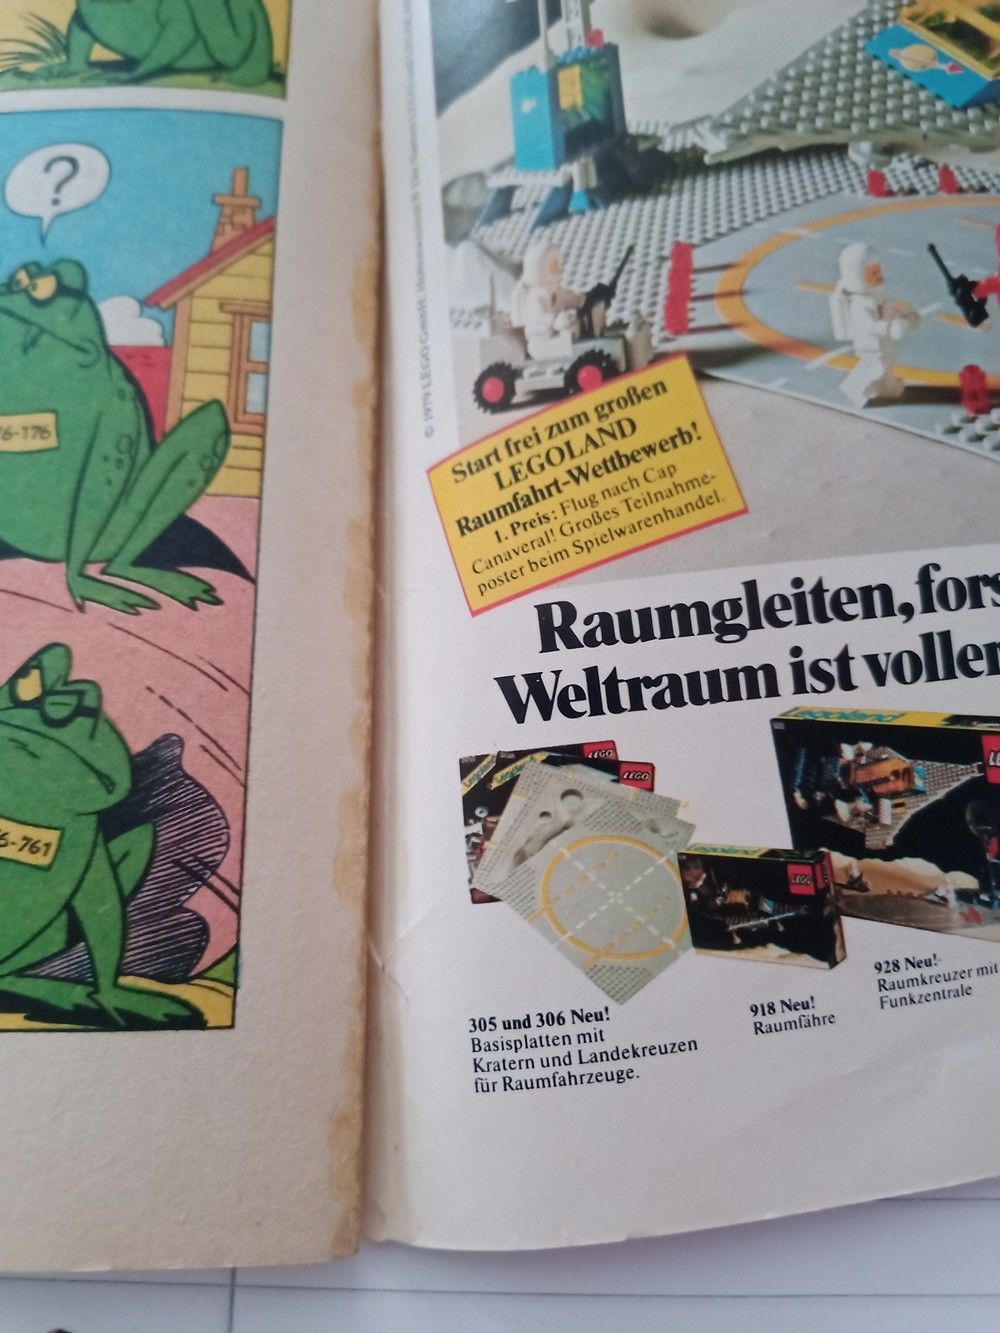 ?
6-176
6-761
© 1979 LEGO GmbH,
Start frei zum großen
LEGOLAND
Raumfahrt-Wettbewerb!
1. Preis: Flug nach Cap
Canaveral! Großes Teilnahme-
poster beim Spielwarenhandel.
Raumgleiten, fors
Weltraum ist voller
LEGO
LEGO
LEGO
305 und 306 Neu!
Basisplatten mit
Kratern und Landekreuzen
für Raumfahrzeuge.
918 Neu!
Raumfähre
928 Neu!
Raumkreuzer mit
Funkzentrale